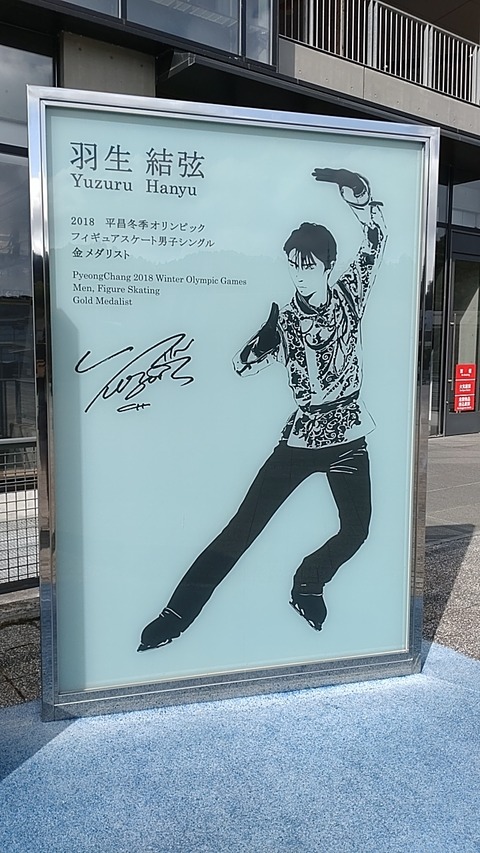 羽生 結弦
Yuzuru Hanyu
2018 平昌冬季オリンピック
フィギュアスケート男子シングル
金メダリスト
PyeongChang 2018 Winter Olympic Games
Men, Figure Skating
Gold Medalist